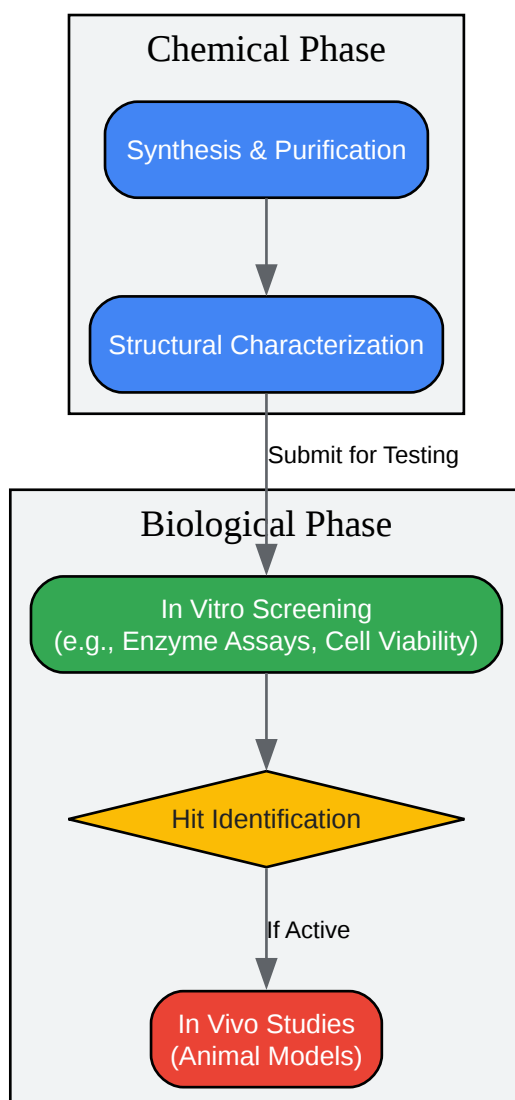 Chemical Phase
Synthesis & Purification
Structural Characterization
Submit for Testing
Biological Phase
In Vitro Screening
(e.g., Enzyme Assays, Cell Viability)
Hit Identification
If Active
In Vivo Studies
(Animal Models)